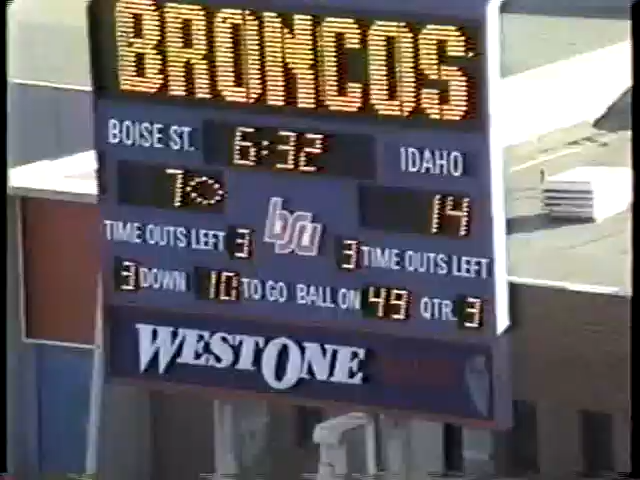 BRONCOS
BOISE ST. 6:32 IDAHO
7 14
bsu
TIME OUTS LEFT 3 3 TIME OUTS LEFT
3 DOWN 10 TO GO BALL ON 49 QTR. 3
WESTONE